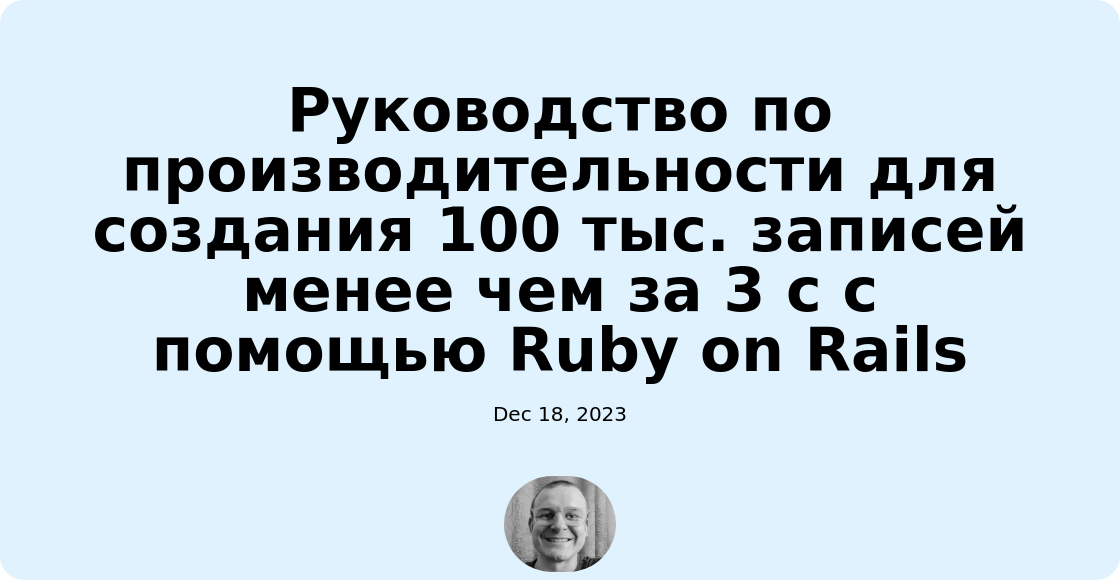 Руководство по
производительности для
создания 100 тыс. записей
менее чем за 3 с с
помощью Ruby on Rails
Dec 18, 2023